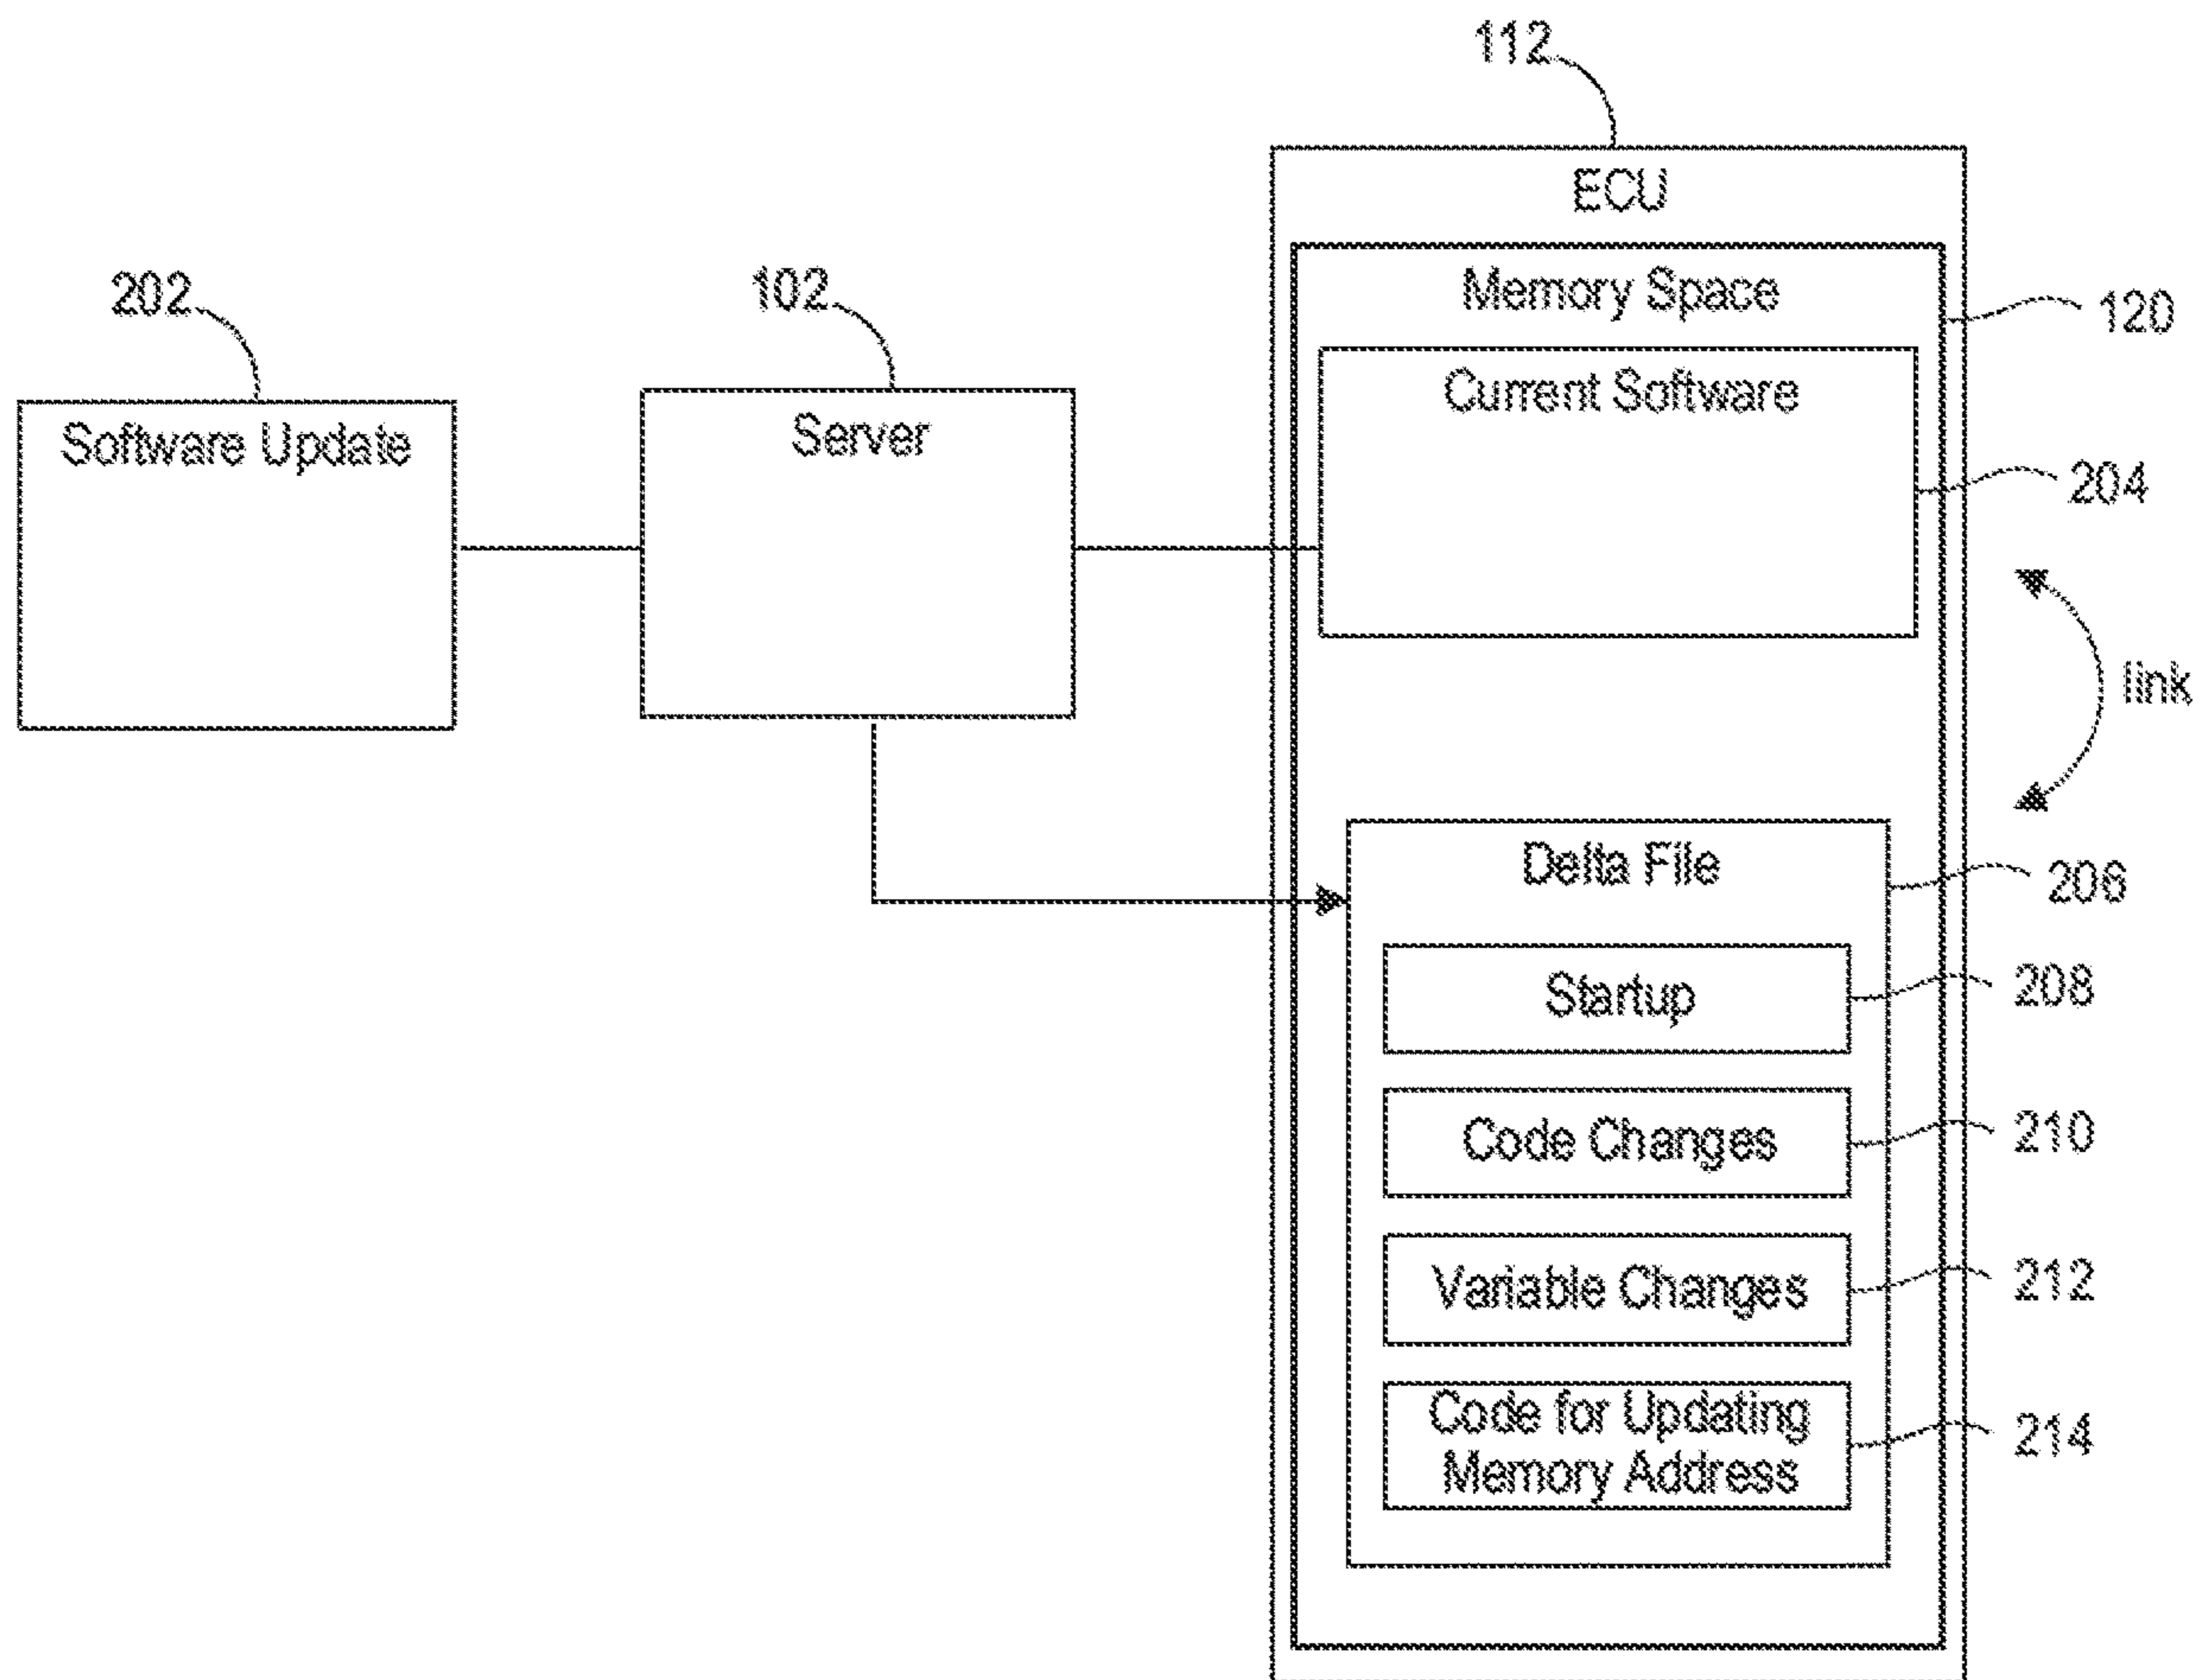 112
ECU
202
102
Memory Space
120
Software Update
Server
Current Software
204
link
Delta File
206
Startup
208
Code Changes
210
Variable Changes
212
Code for Updating
Memory Address
214